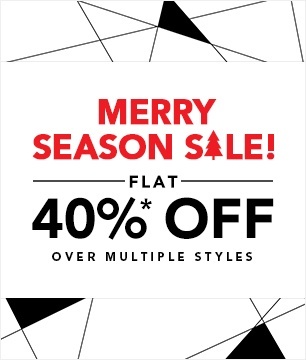 MERRY
SEASON SALE!
FLAT
40%* OFF
OVER MULTIPLE STYLES